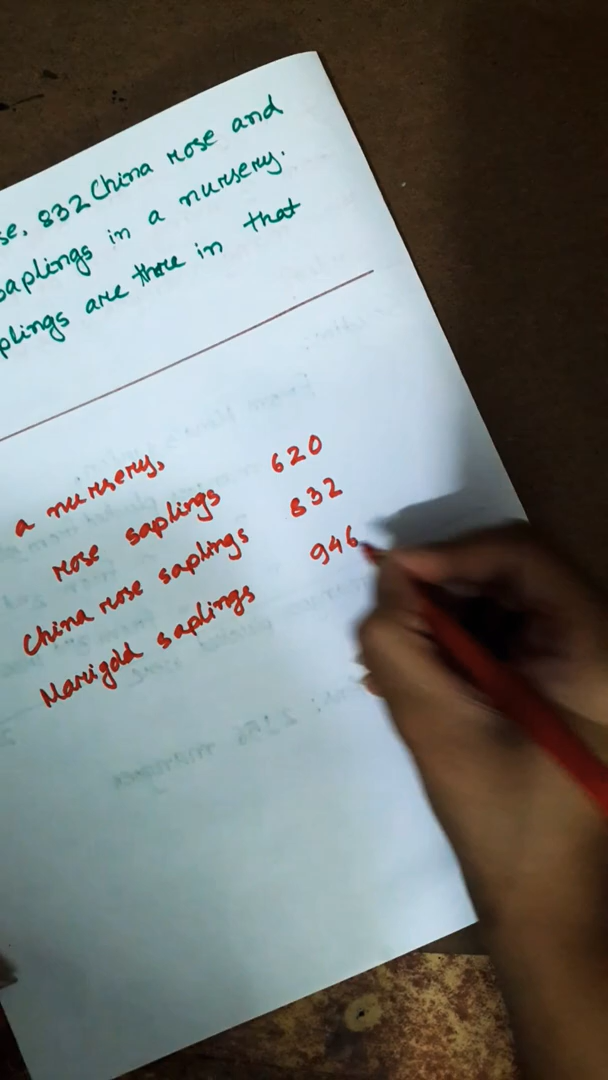 se, 832 China rose and
saplings in a nursery.
plings are there in that
a nursery,
rose saplings 620
China rose saplings 832
Marigold saplings 946